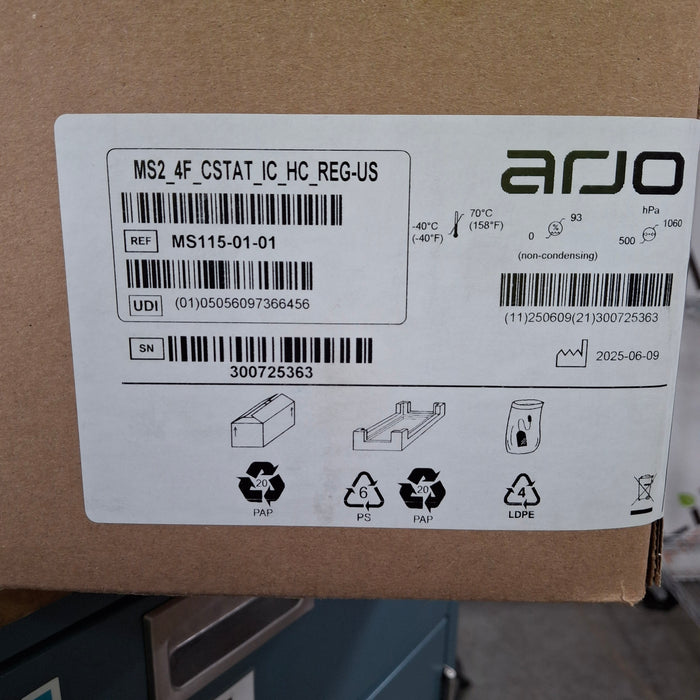 MS2_4F_CSTAT_IC_HC_REG-US
arjo
REF MS115-01-01
-40°C
(-40°F)
70°C
(158°F)
0 % 93
(non-condensing)
hPa
500 1060
UDI (01)05056097366456
(11)250609(21)300725363
SN
300725363
2025-06-09
20
PAP
6
PS
20
PAP
4
LDPE